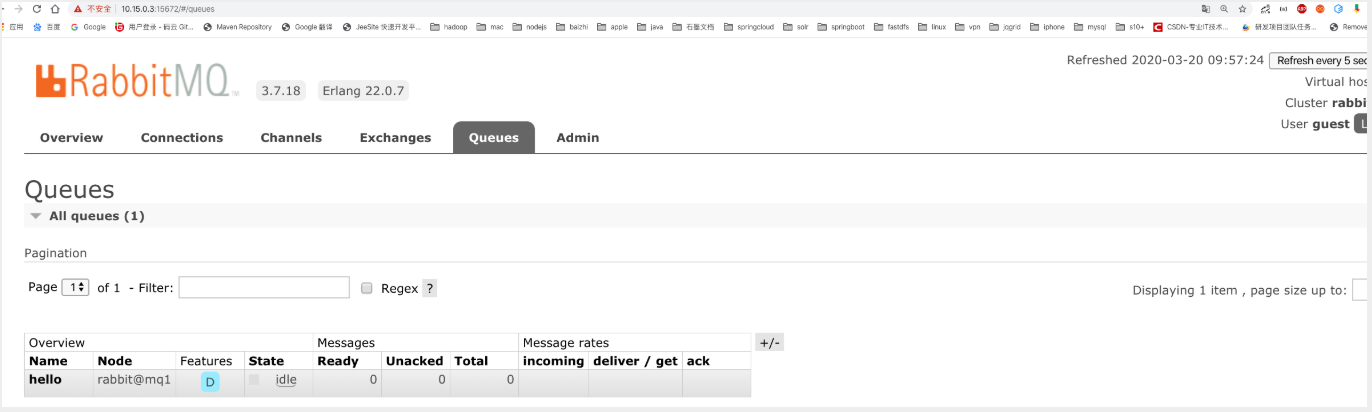 不安全 10.15.0.3:15672/#/queues
应用 百度 Google 用户登录 - 码云 Git... Maven Repository Google 翻译 JeeSite 快速开发平... hadoop mac nodejs baizhi apple java 石墨文档 springcloud solr springboot fastdfs linux vpn jqgrid iphone mysql s10+ CSDN-专业IT技术... 研发项目团队任务... Remove
RabbitMQ TM 3.7.18 Erlang 22.0.7
Refreshed 2020-03-20 09:57:24 Refresh every 5 sec
Virtual hos
Cluster rabbi
User guest L
Overview Connections Channels Exchanges Queues Admin
Queues
All queues (1)
Pagination
Page 1 of 1 - Filter: Regex ?
Displaying 1 item , page size up to:
Overview Messages Message rates +/-
Name Node Features State Ready Unacked Total incoming deliver / get ack
hello rabbit@mq1 D idle 0 0 0